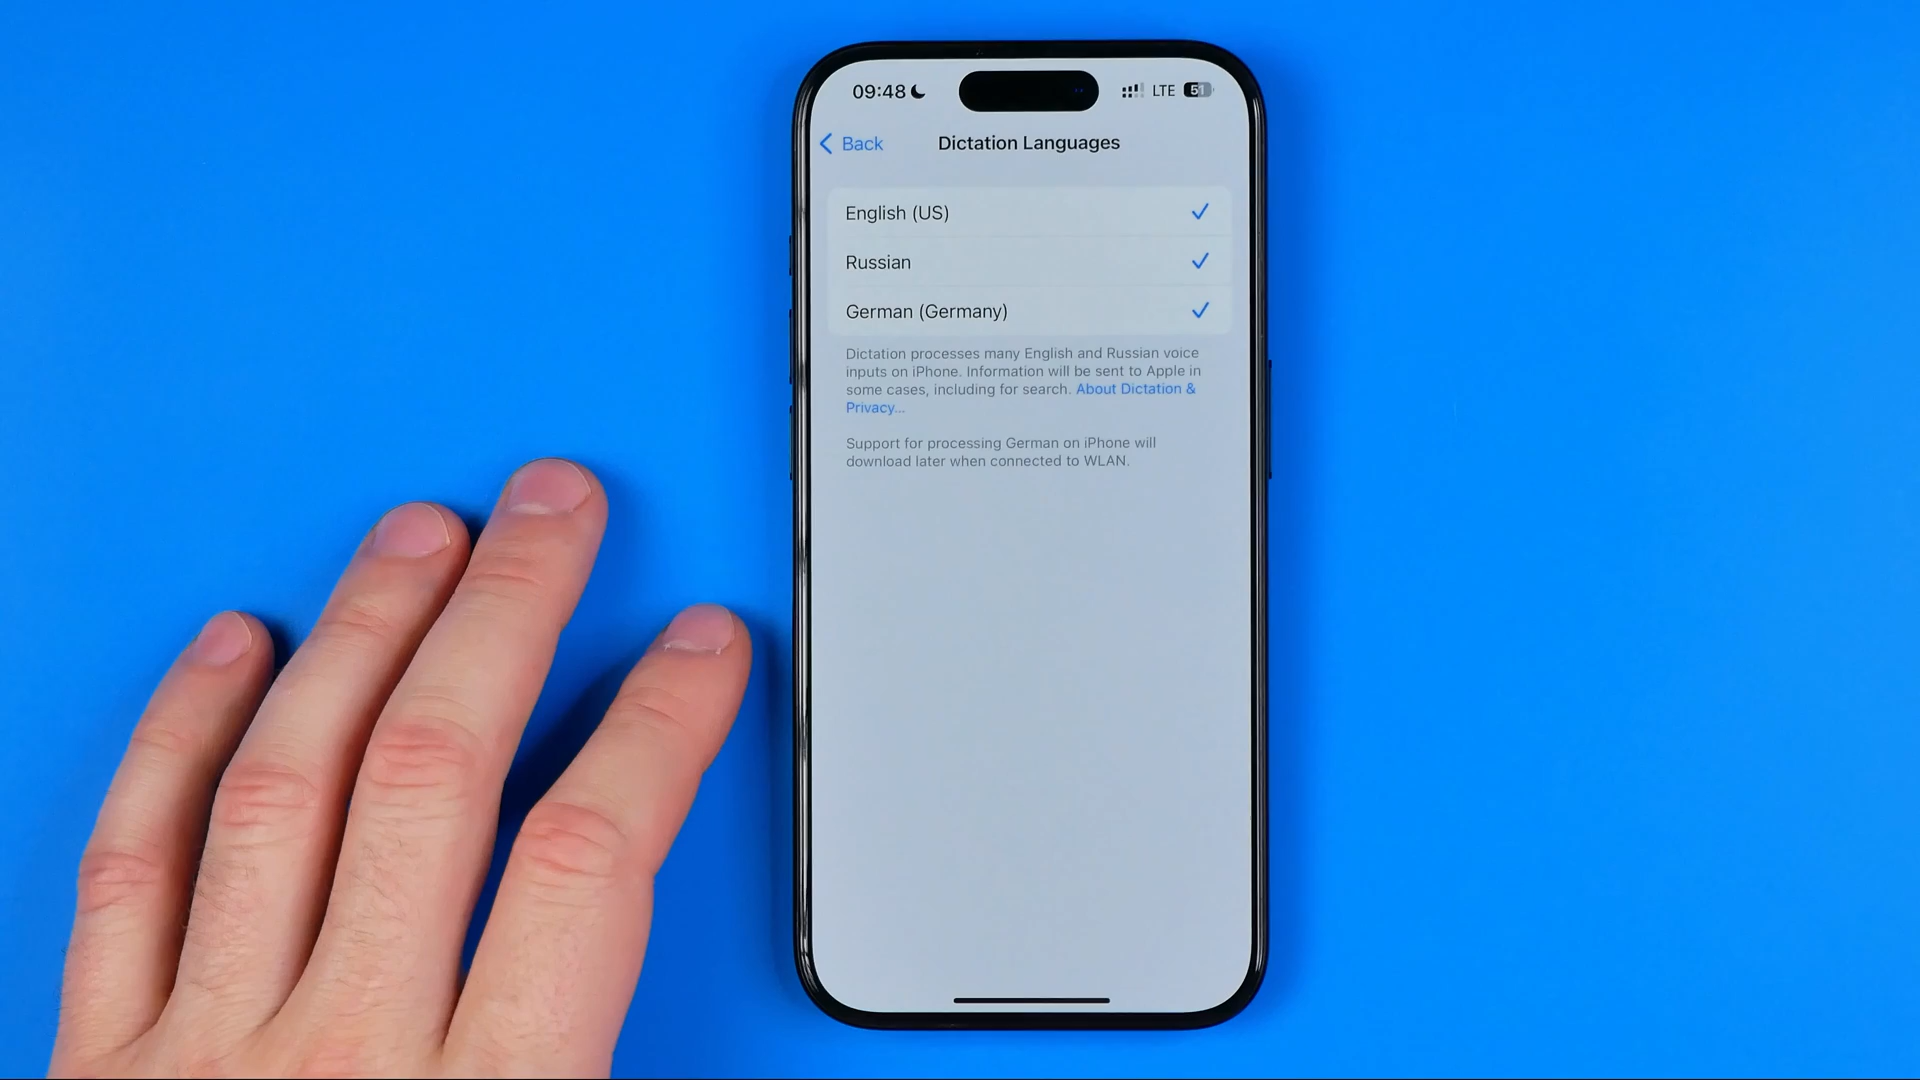 09:48 LTE 51
Back Dictation Languages
English (US)
Russian
German (Germany)
Dictation processes many English and Russian voice
inputs on iPhone. Information will be sent to Apple in
some cases, including for search. About Dictation &
Privacy...
Support for processing German on iPhone will
download later when connected to WLAN.